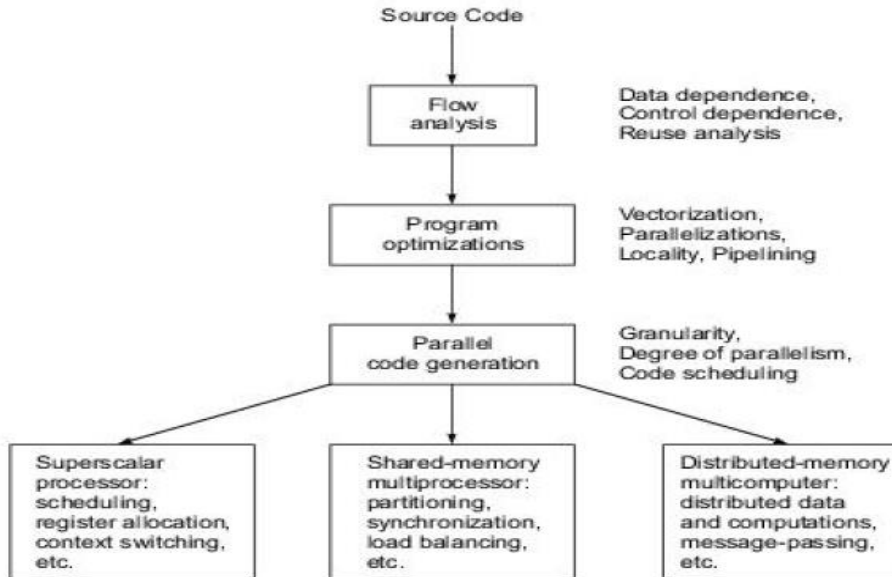 Source Code
Flow
analysis
Data dependence,
Control dependence,
Reuse analysis
Program
optimizations
Vectorization,
Parallelizations,
Locality, Pipelining
Parallel
code generation
Granularity,
Degree of parallelism,
Code scheduling
Superscalar
processor:
scheduling,
register allocation,
context switching,
etc.
Shared-memory
multiprocessor:
partitioning,
synchronization,
load balancing,
etc.
Distributed-memory
multicomputer:
distributed data
and computations,
message-passing,
etc.